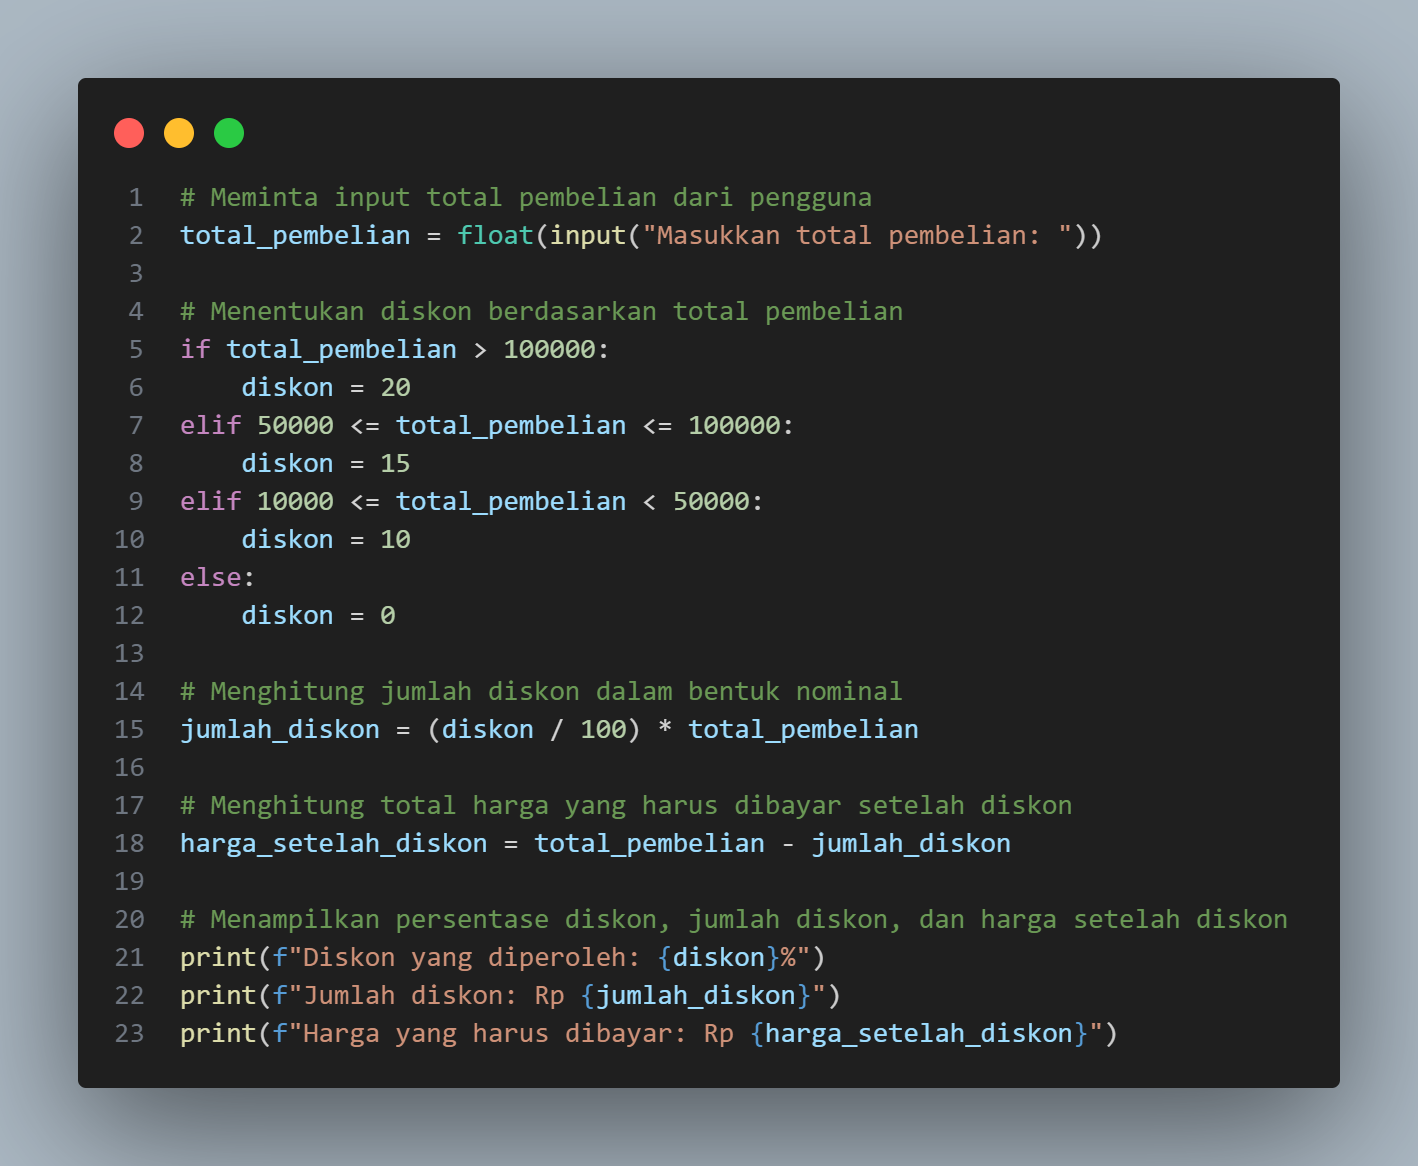 1 # Meminta input total pembelian dari pengguna
2 total_pembelian = float(input("Masukkan total pembelian: "))
3
4 # Menentukan diskon berdasarkan total pembelian
5 if total_pembelian > 100000:
6     diskon = 20
7 elif 50000 <= total_pembelian <= 100000:
8     diskon = 15
9 elif 10000 <= total_pembelian < 50000:
10     diskon = 10
11 else:
12     diskon = 0
13
14 # Menghitung jumlah diskon dalam bentuk nominal
15 jumlah_diskon = (diskon / 100) * total_pembelian
16
17 # Menghitung total harga yang harus dibayar setelah diskon
18 harga_setelah_diskon = total_pembelian - jumlah_diskon
19
20 # Menampilkan persentase diskon, jumlah diskon, dan harga setelah diskon
21 print(f"Diskon yang diperoleh: {diskon}%")
22 print(f"Jumlah diskon: Rp {jumlah_diskon}")
23 print(f"Harga yang harus dibayar: Rp {harga_setelah_diskon}")